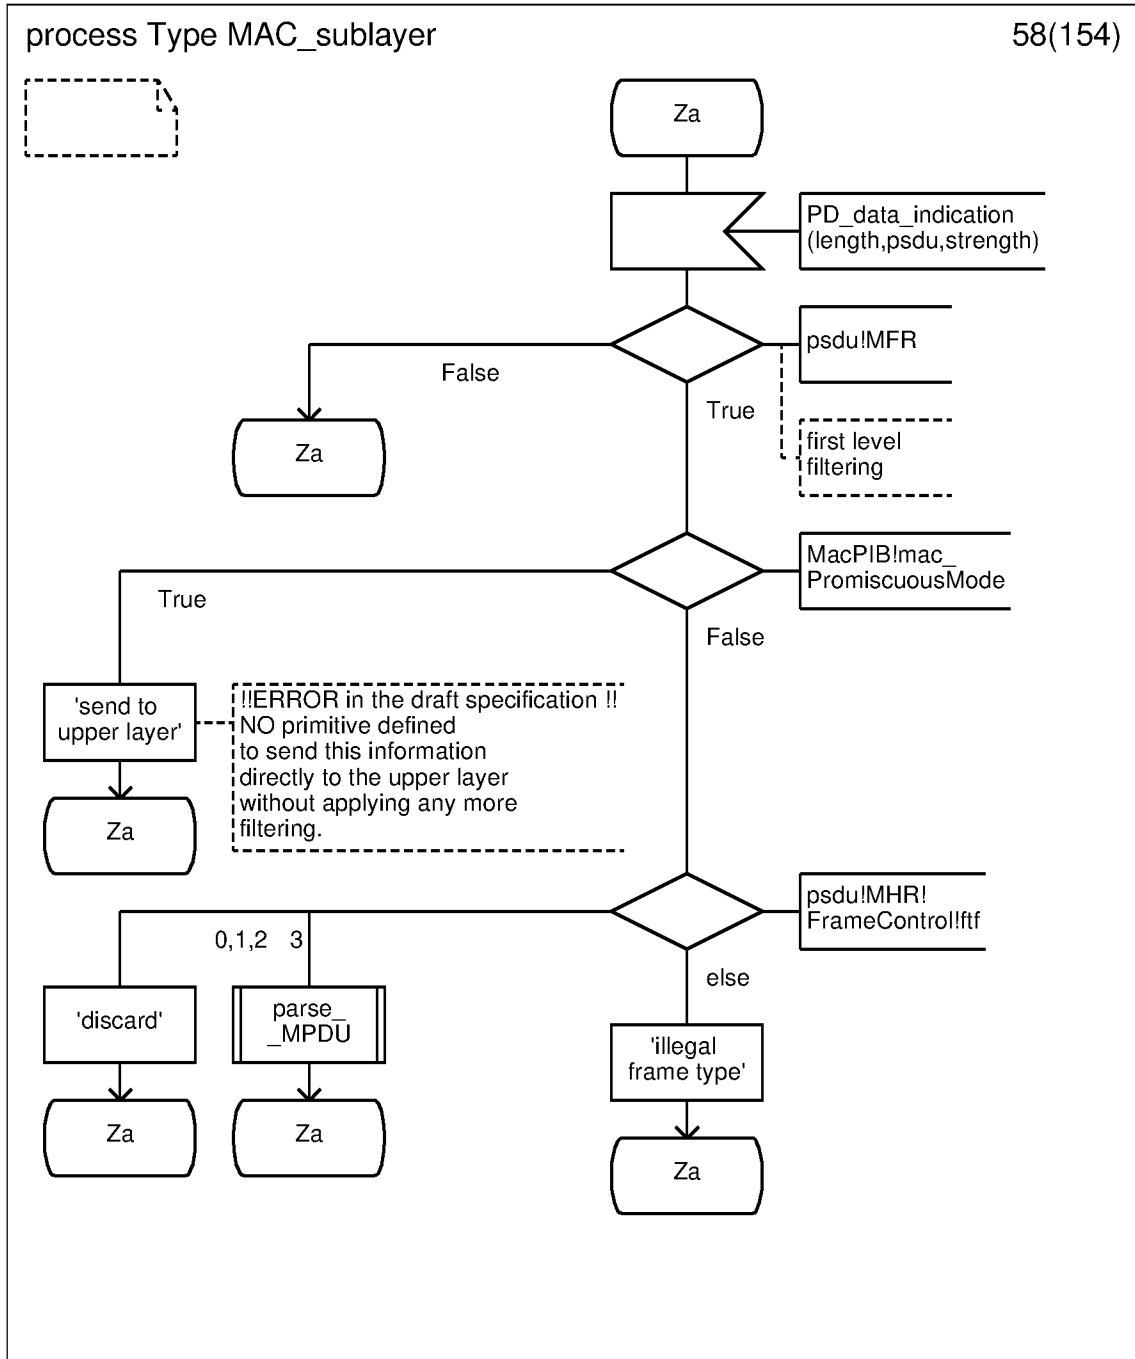 process Type MAC_sublayer
58(154)
Za
PD_data_indication
(length,psdu,strength)
psdu!MFR
False
True
first level
filtering
Za
MacPIB!mac_
PromiscuousMode
True
False
'send to
upper layer'
!!ERROR in the draft specification !!
NO primitive defined
to send this information
directly to the upper layer
without applying any more
filtering.
Za
psdu!MHR!
FrameControl!ftf
0,1,2
3
else
'discard'
parse_
_MPDU
'illegal
frame type'
Za
Za
Za